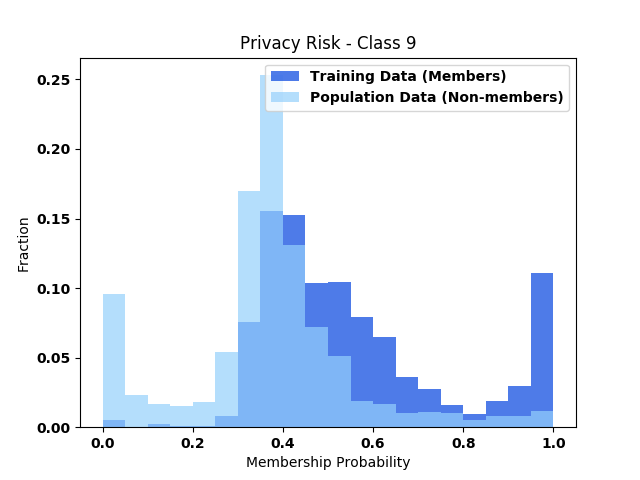 Privacy Risk - Class 9
Training Data (Members)
Population Data (Non-members)
0.25
0.20
0.15
0.10
0.05
0.00
Fraction
0.0 0.2 0.4 0.6 0.8 1.0
Membership Probability